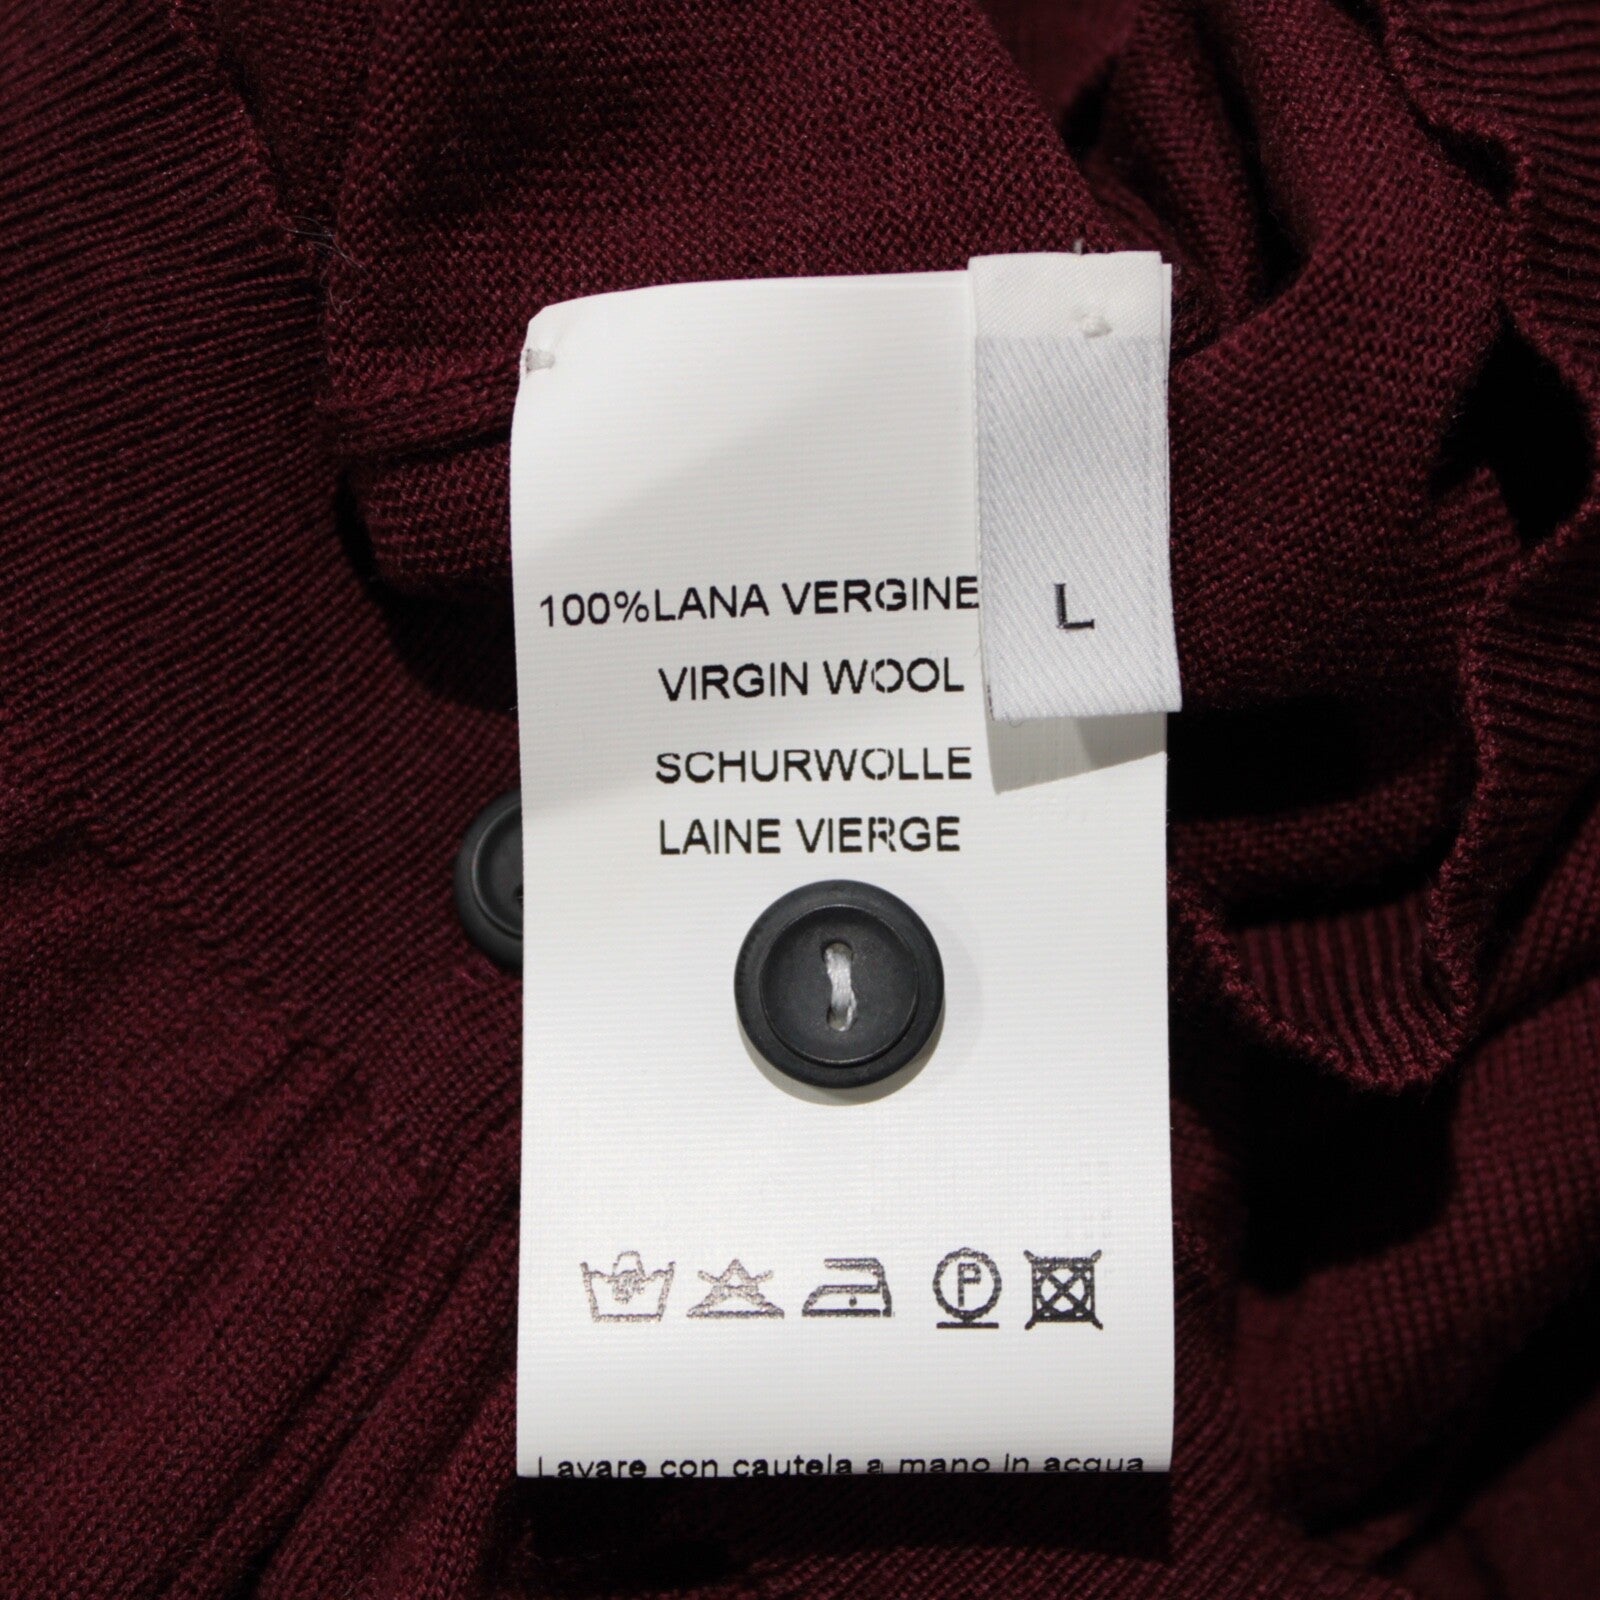 100%LANA VERGINE
L
VIRGIN WOOL
SCHURWOLLE
LAINE VIERGE
P
Lavare con cautela a mano in acqua